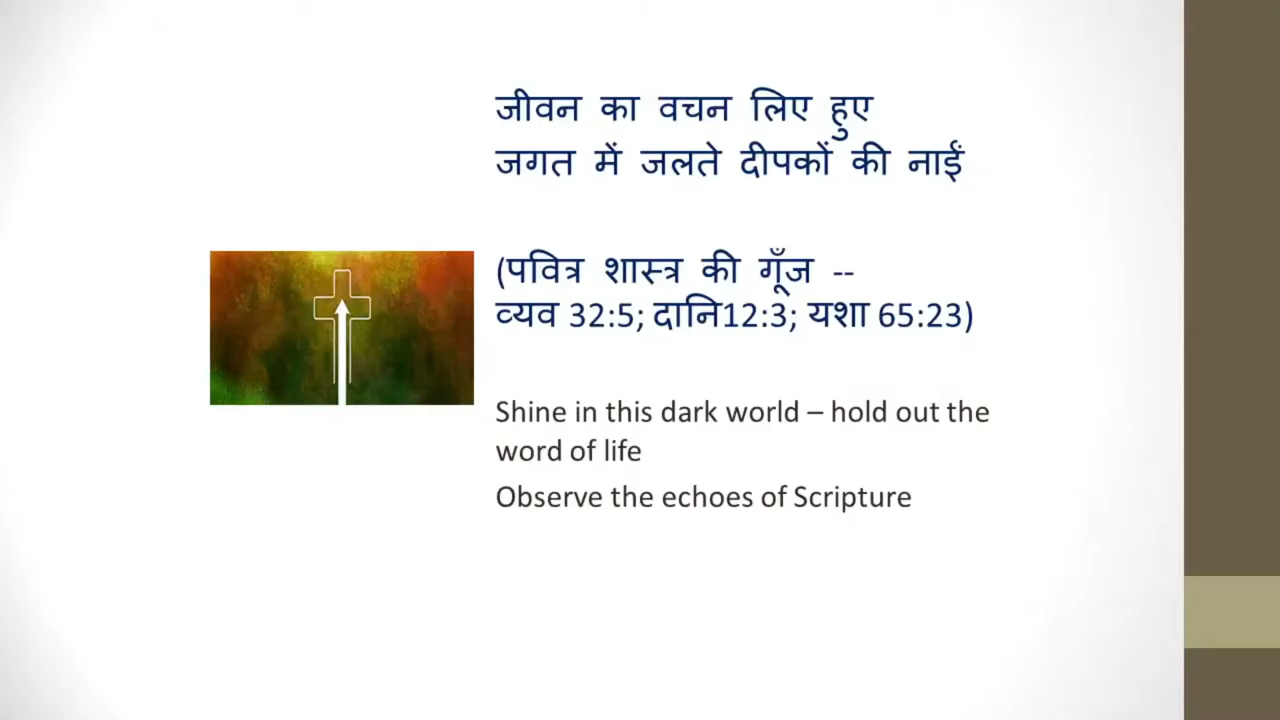 जीवन का वचन लिए हुए
जगत में जलते दीपकों की नाईं
(पवित्र शास्त्र की गूँज --
व्यव 32:5; दानि12:3; यशा 65:23)
Shine in this dark world – hold out the
word of life
Observe the echoes of Scripture